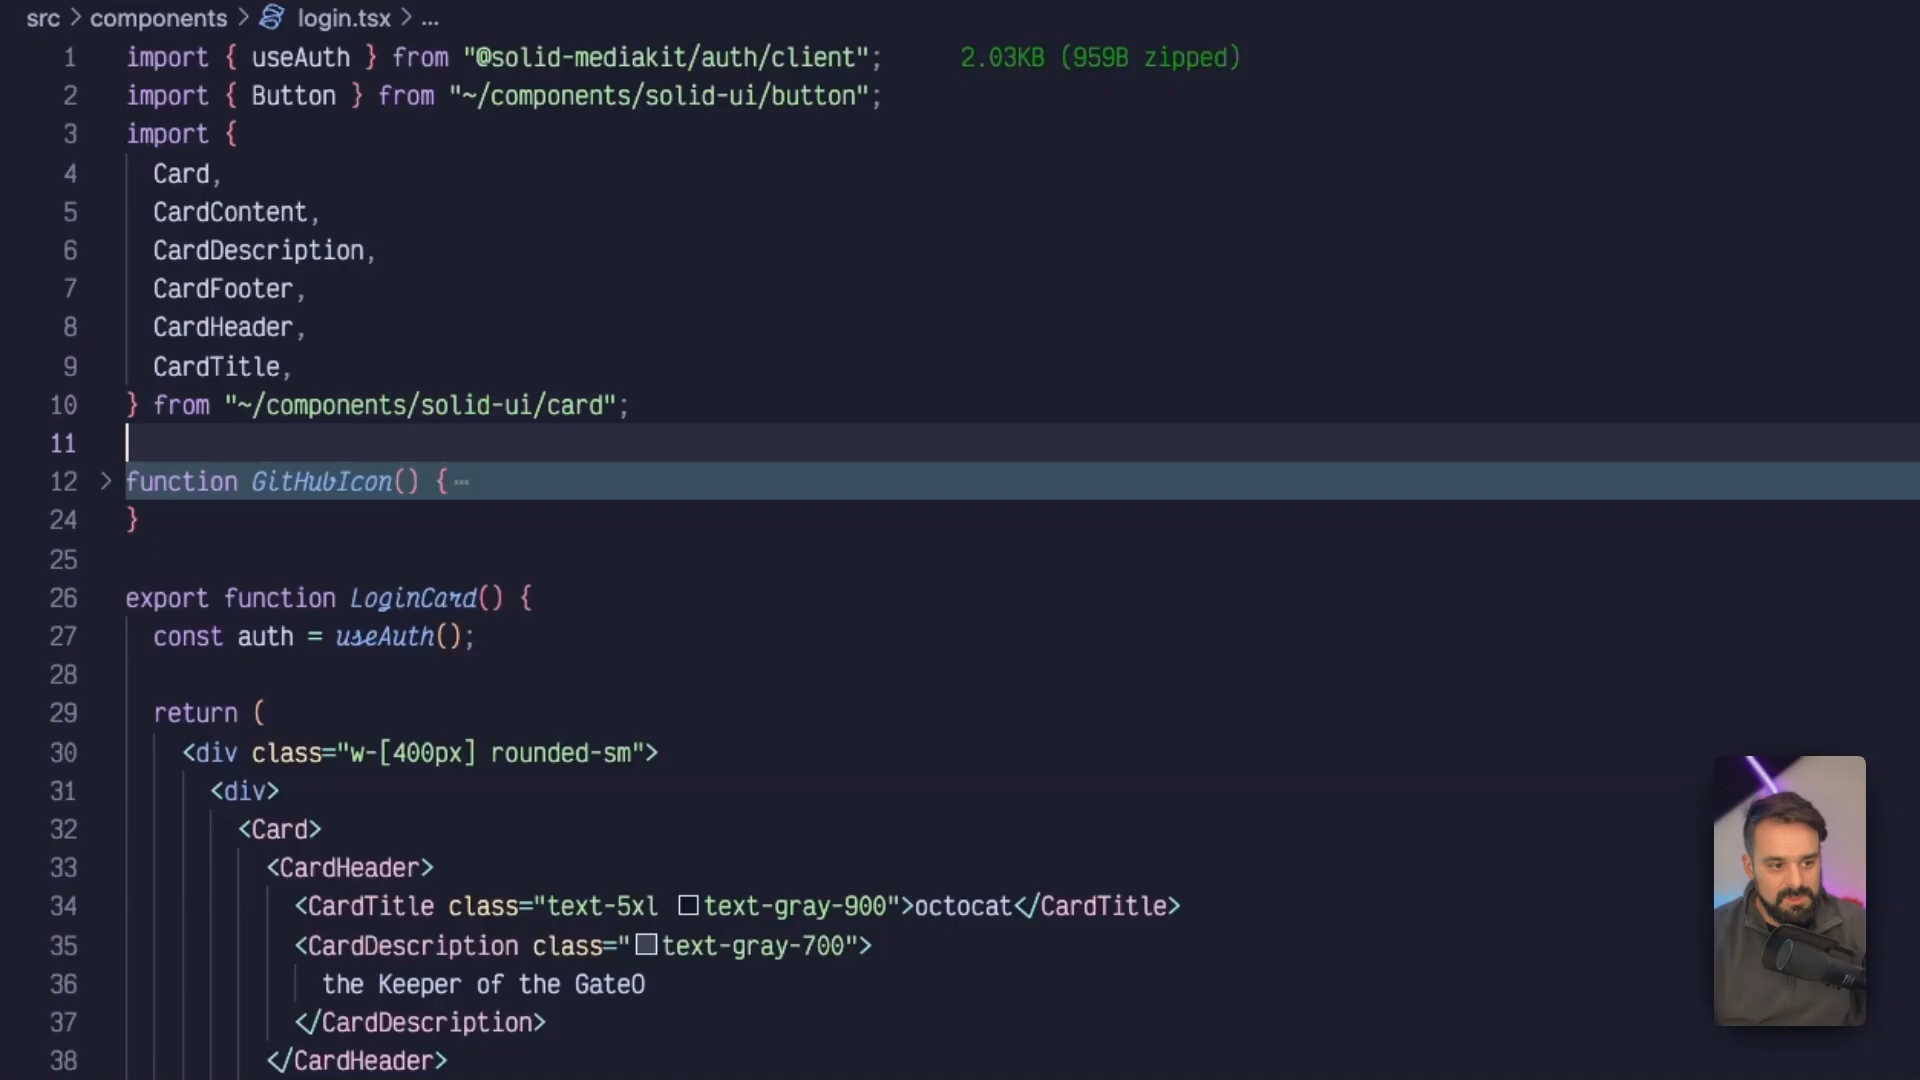 src > components > login.tsx > ...
1 import { useAuth } from "@solid-mediakit/auth/client"; 2.03KB (959B zipped)
2 import { Button } from "~/components/solid-ui/button";
3 import {
4 Card,
5 CardContent,
6 CardDescription,
7 CardFooter,
8 CardHeader,
9 CardTitle,
10 } from "~/components/solid-ui/card";
11
12 > function GitHubIcon() { ⋯
24 }
25
26 export function LoginCard() {
27 const auth = useAuth();
28
29 return (
30 <div class="w-[400px] rounded-sm">
31 <div>
32 <Card>
33 <CardHeader>
34 <CardTitle class="text-5xl text-gray-900">octocat</CardTitle>
35 <CardDescription class="text-gray-700">
36 the Keeper of the GateO
37 </CardDescription>
38 </CardHeader>